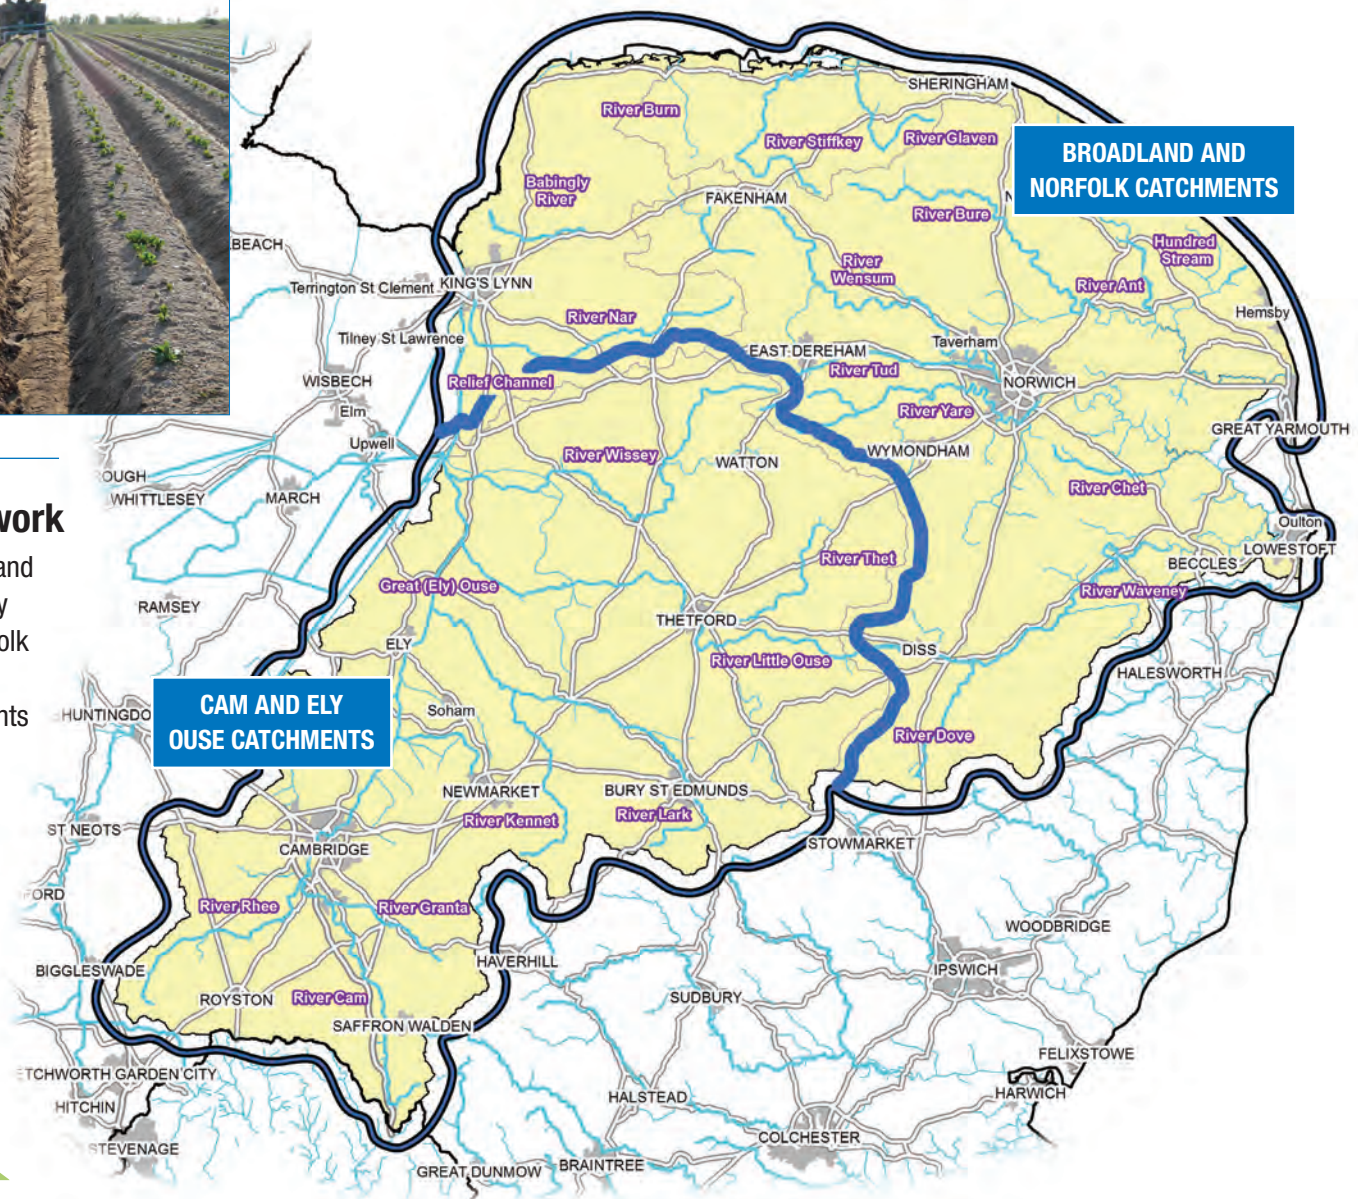 SHERINGHAM
River Burn
River Stiffkey
River Glaven
BROADLAND AND
NORFOLK CATCHMENTS
Babingly
River
FAKENHAM
N
River Bure
BEACH
Hundred
Stream
River
Wensum
Terrington St Clement
KING'S LYNN
River Ant
River Nar
Hemsby
Tilney St Lawrence
EAST DEREHAM
Taverham
River Tud
WISBECH
Relief Channel
NORWICH
Elm
River Yare
Upwell
GREAT YARMOUTH
River Wissey
WATTON
WYMONDHAM
OUGH
WHITTLESEY
MARCH
River Chet
work
Oulton
LOWESTOFT
and
River Thet
BECCLES
Great (Ely) Ouse
River Waveney
y
RAMSEY
THETFORD
olk
ELY
DISS
River Little Ouse
HALESWORTH
CAM AND ELY
OUSE CATCHMENTS
nts
HUNTINGDO
Soham
River Dove
NEWMARKET
BURY ST EDMUNDS
River Kennet
River Lark
ST NEOTS
CAMBRIDGE
STOWMARKET
FORD
River Rhee
River Granta
WOODBRIDGE
BIGGLESWADE
HAVERHILL
IPSWICH
ROYSTON
River Cam
SUDBURY
SAFFRON WALDEN
FELIXSTOWE
ETCHWORTH GARDEN CITY
HARWICH
HITCHIN
HALSTEAD
STEVENAGE
COLCHESTER
GREAT DUNMOW
BRAINTREE